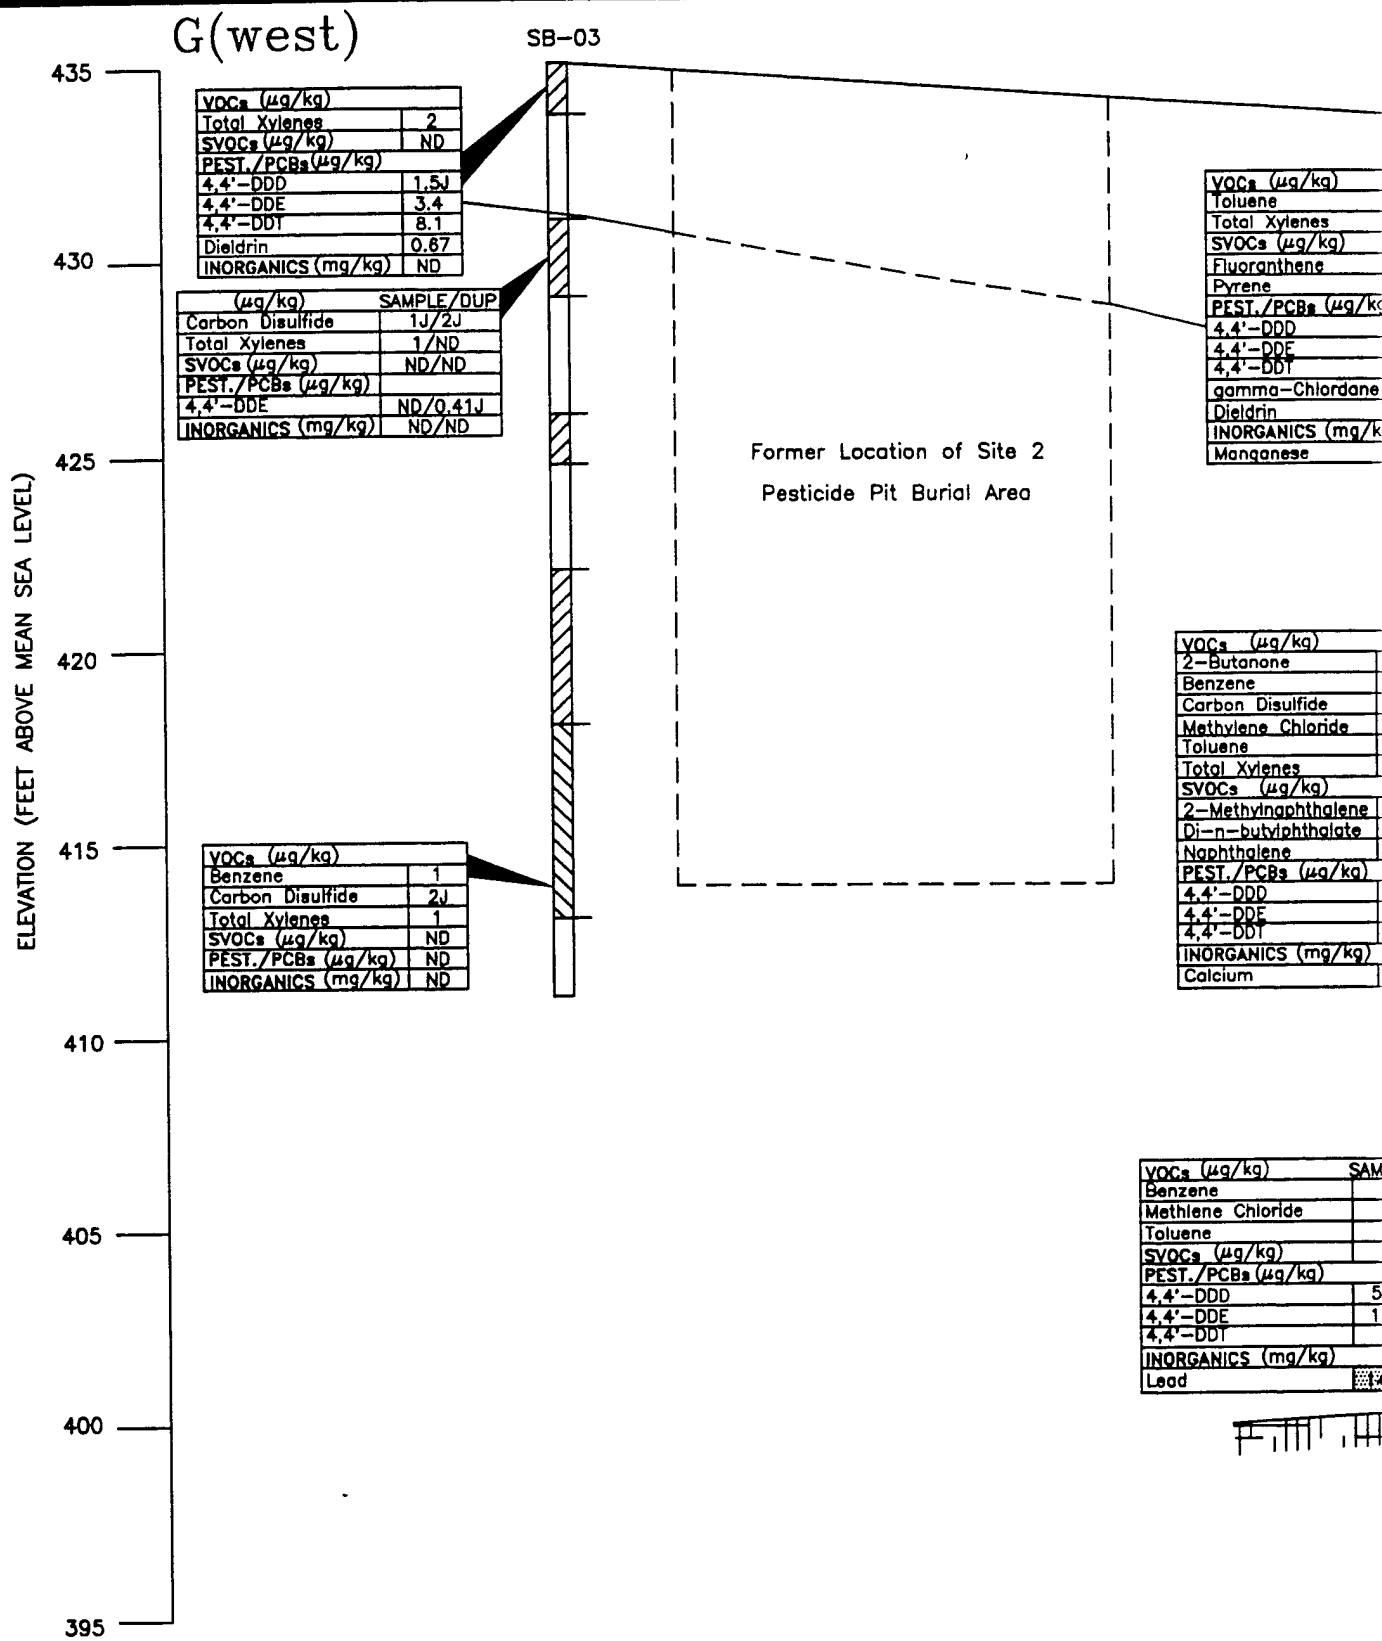 G(west)
SB-03
435
430
425
420
415
410
405
400
395
ELEVATION (FEET ABOVE MEAN SEA LEVEL)
VOCs (μg/kg)
Total Xylenes 2
SVOCs (μg/kg) ND
PEST./PCBs (μg/kg)
4,4'-DDD 1.5J
4,4'-DDE 3.4
4,4'-DDT 8.1
Dieldrin 0.67
INORGANICS (mg/kg) ND
(μg/kg) SAMPLE/DUP
Carbon Disulfide 1J/2J
Total Xylenes 1/ND
SVOCs (μg/kg) ND/ND
PEST./PCBs (μg/kg)
4,4'-DDE ND/0.41J
INORGANICS (mg/kg) ND/ND
VOCs (μg/kg)
Benzene 1
Carbon Disulfide 2J
Total Xylenes 1
SVOCs (μg/kg) ND
PEST./PCBs (μg/kg) ND
INORGANICS (mg/kg) ND
Former Location of Site 2
Pesticide Pit Burial Area
VOCs (μg/kg)
Toluene
Total Xylenes
SVOCs (μg/kg)
Fluoranthene
Pyrene
PEST./PCBs (μg/k
4,4'-DDD
4,4'-DDE
4,4'-DDT
gamma-Chlordane
Dieldrin
INORGANICS (mg/k
Manganese
VOCs (μg/kg)
2-Butanone
Benzene
Carbon Disulfide
Methylene Chloride
Toluene
Total Xylenes
SVOCs (μg/kg)
2-Methylnaphthalene
Di-n-butylphthalate
Naphthalene
PEST./PCBs (μg/kg)
4,4'-DDD
4,4'-DDE
4,4'-DDT
INORGANICS (mg/kg)
Calcium
VOCs (μg/kg) SAM
Benzene
Methlene Chloride
Toluene
SVOCs (μg/kg)
PEST./PCBs (μg/kg)
4,4'-DDD 5
4,4'-DDE 1
4,4'-DDT
INORGANICS (mg/kg)
Lead